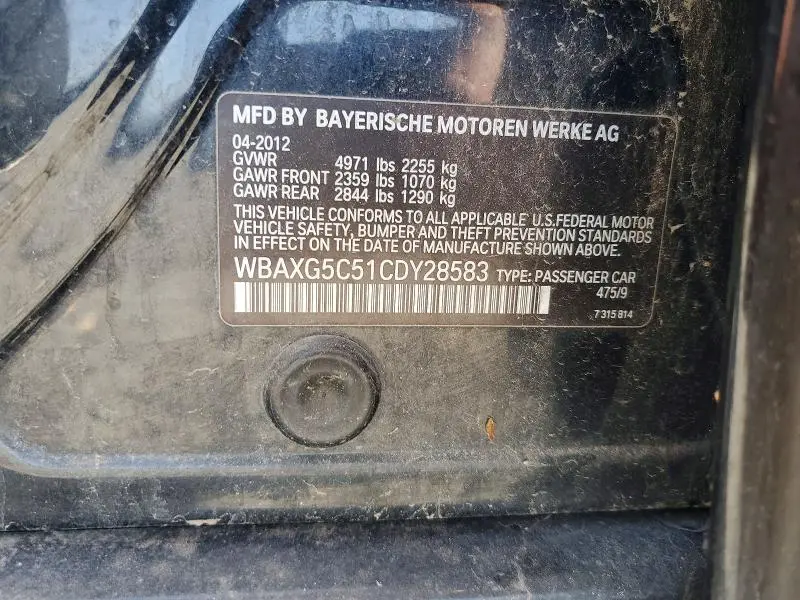 MFD BY BAYERISCHE MOTOREN WERKE AG
04-2012
GVWR 4971 lbs 2255 kg
GAWR FRONT 2359 lbs 1070 kg
GAWR REAR 2844 lbs 1290 kg
THIS VEHICLE CONFORMS TO ALL APPLICABLE U.S.FEDERAL MOTOR
VEHICLE SAFETY, BUMPER AND THEFT PREVENTION STANDARDS
IN EFFECT ON THE DATE OF MANUFACTURE SHOWN ABOVE.
WBAXG5C51CDY28583 TYPE: PASSENGER CAR
475/9
7 315 814